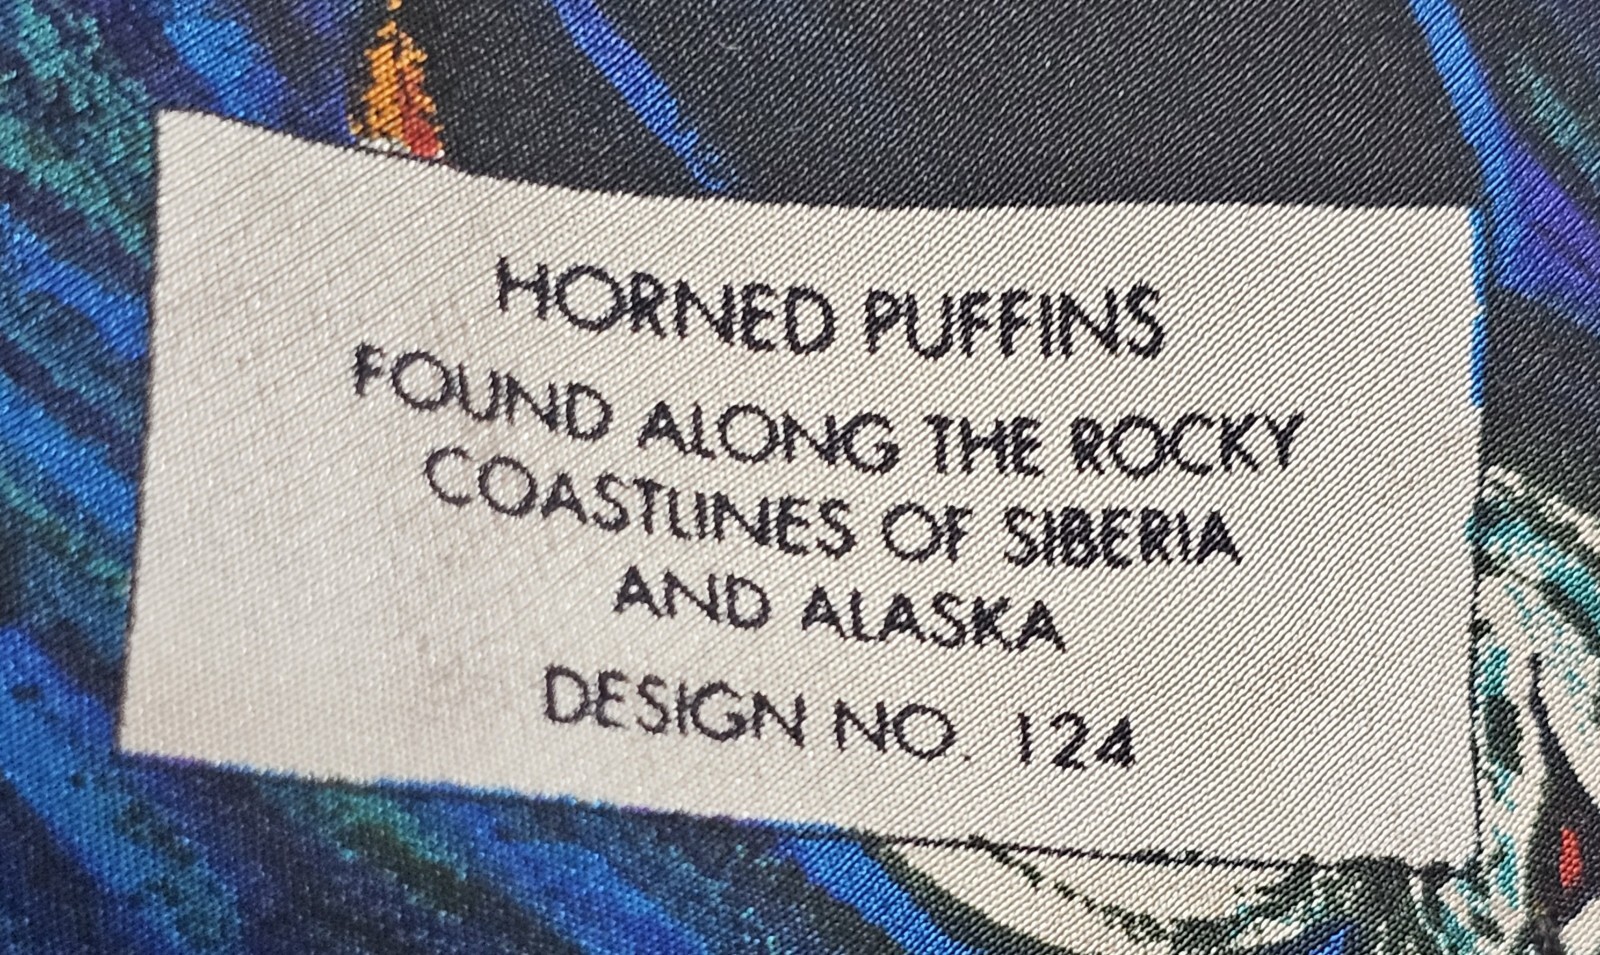 HORNED PUFFINS
FOUND ALONG THE ROCKY
COASTLINES OF SIBERIA
AND ALASKA
DESIGN NO. 124